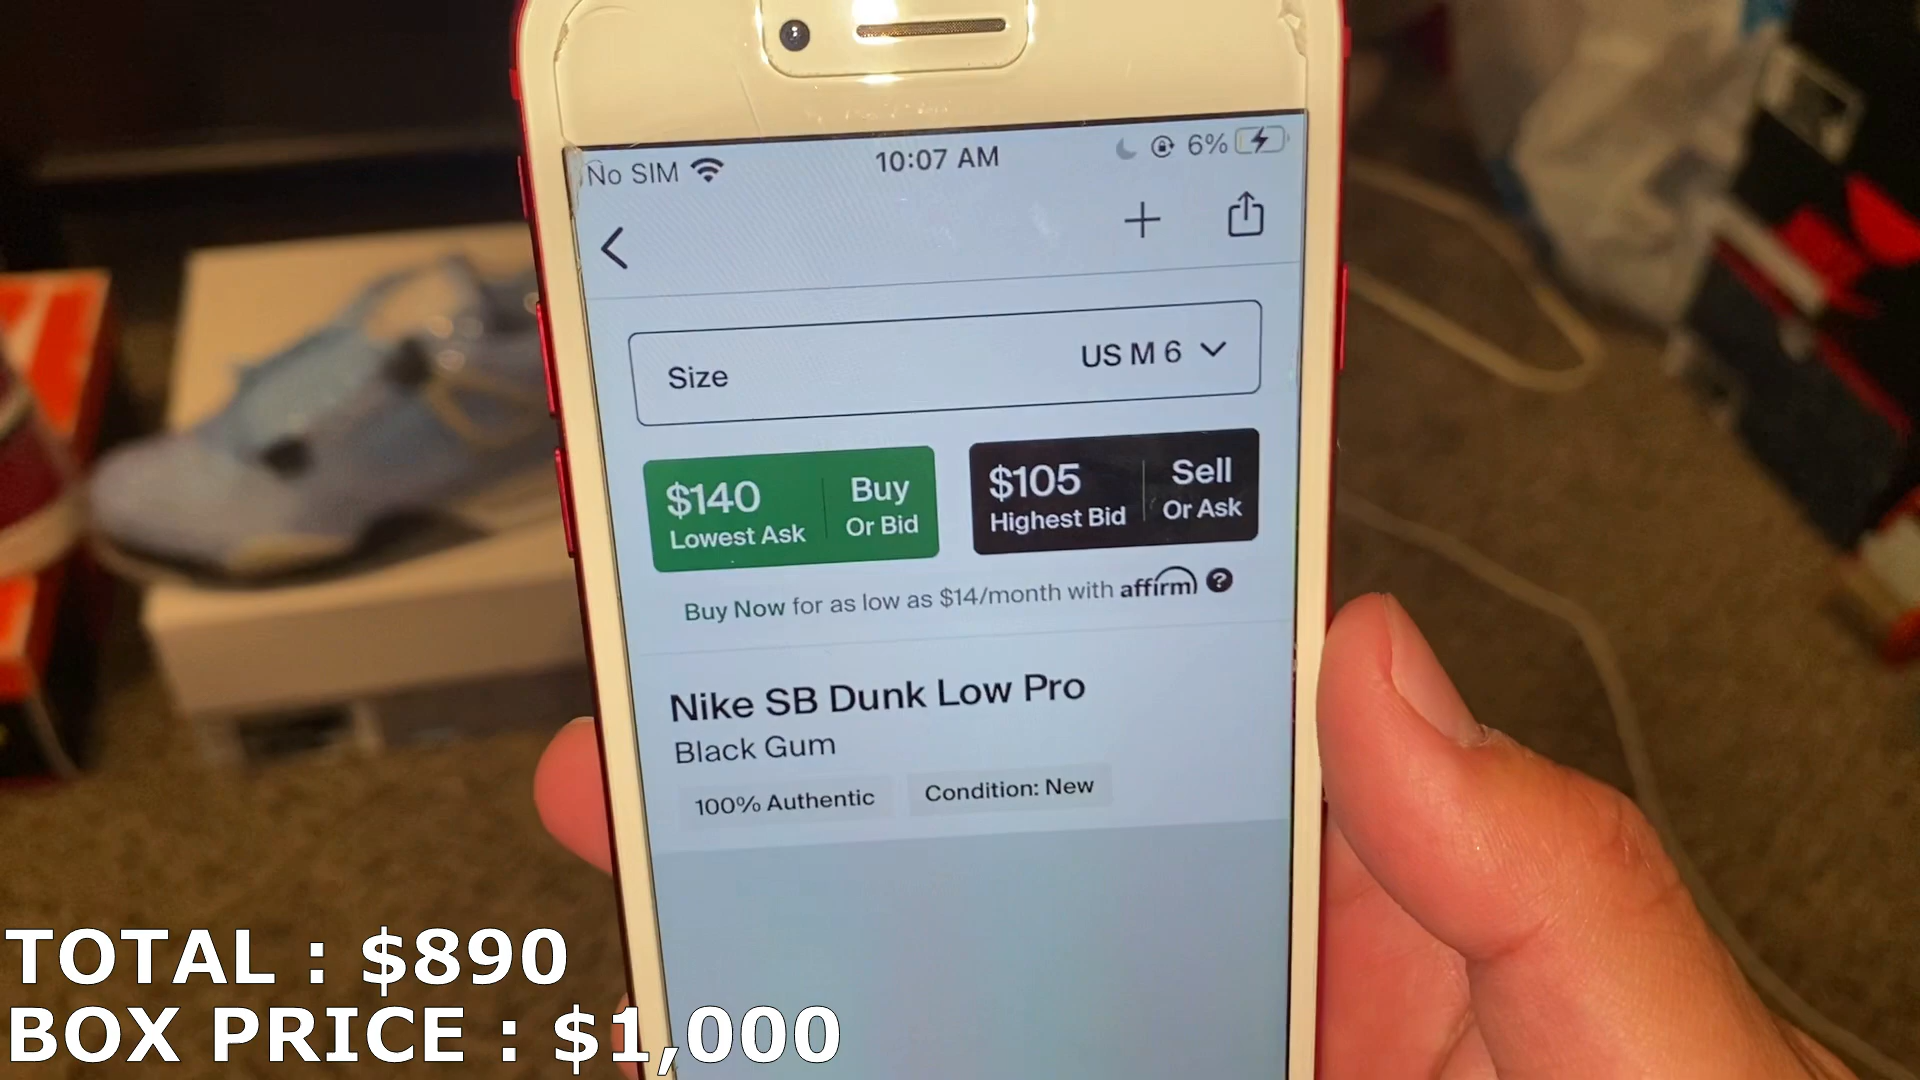 No SIM 10:07 AM 6%
Size US M 6
$140 Buy $105 Sell
Lowest Ask Or Bid Highest Bid Or Ask
Buy Now for as low as $14/month with affirm ?
Nike SB Dunk Low Pro
Black Gum
100% Authentic Condition: New
TOTAL : $890
BOX PRICE : $1,000